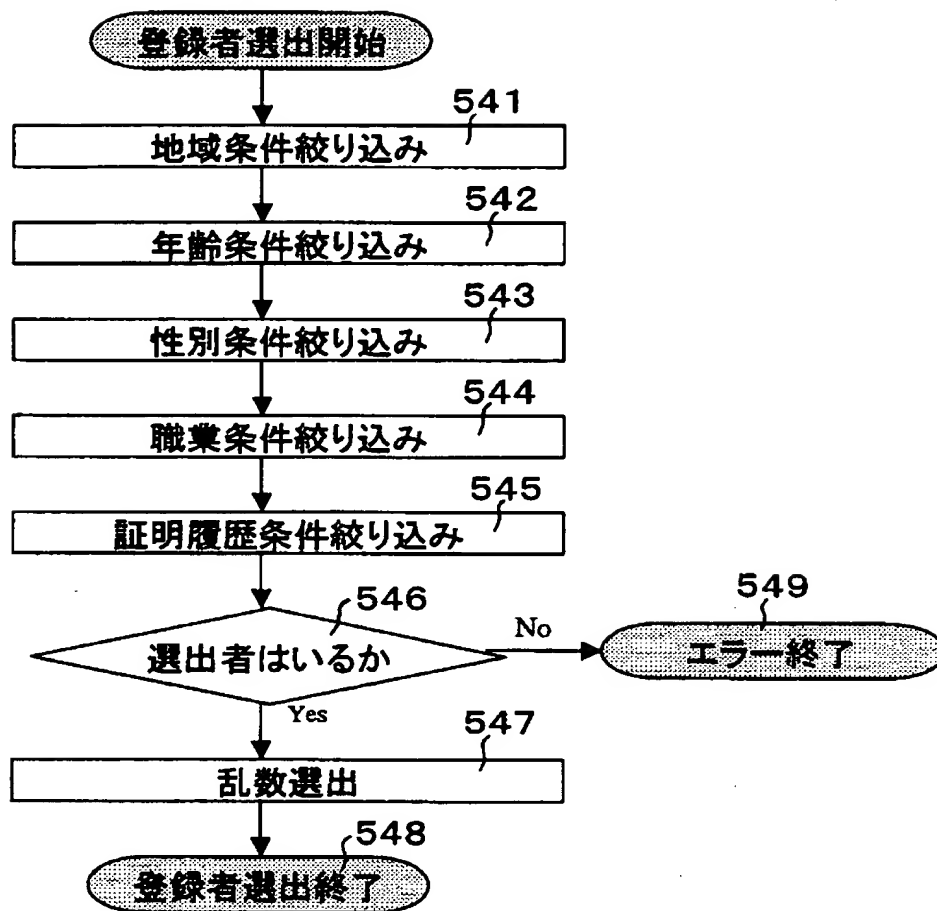 登録者選出開始
541
地域条件絞り込み
542
年齢条件絞り込み
543
性別条件絞り込み
544
職業条件絞り込み
545
証明履歴条件絞り込み
546
選出者はいるか
No
549
エラー終了
Yes
547
乱数選出
548
登録者選出終了